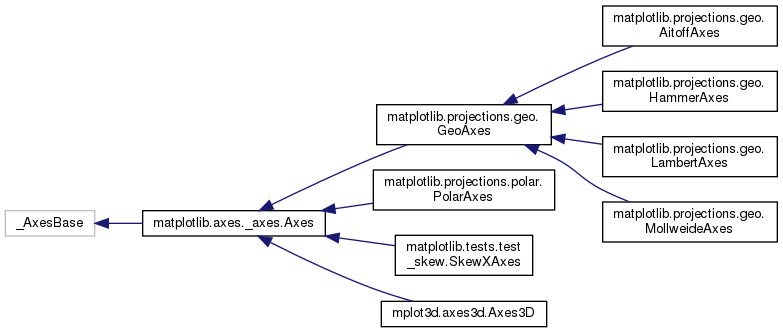 matplotlib.projections.geo.
AitoffAxes
matplotlib.projections.geo.
HammerAxes
matplotlib.projections.geo.
GeoAxes
matplotlib.projections.geo.
LambertAxes
matplotlib.projections.polar.
PolarAxes
matplotlib.projections.geo.
MollweideAxes
_AxesBase
matplotlib.axes._axes.Axes
matplotlib.tests.test
_skew.SkewXAxes
mplot3d.axes3d.Axes3D